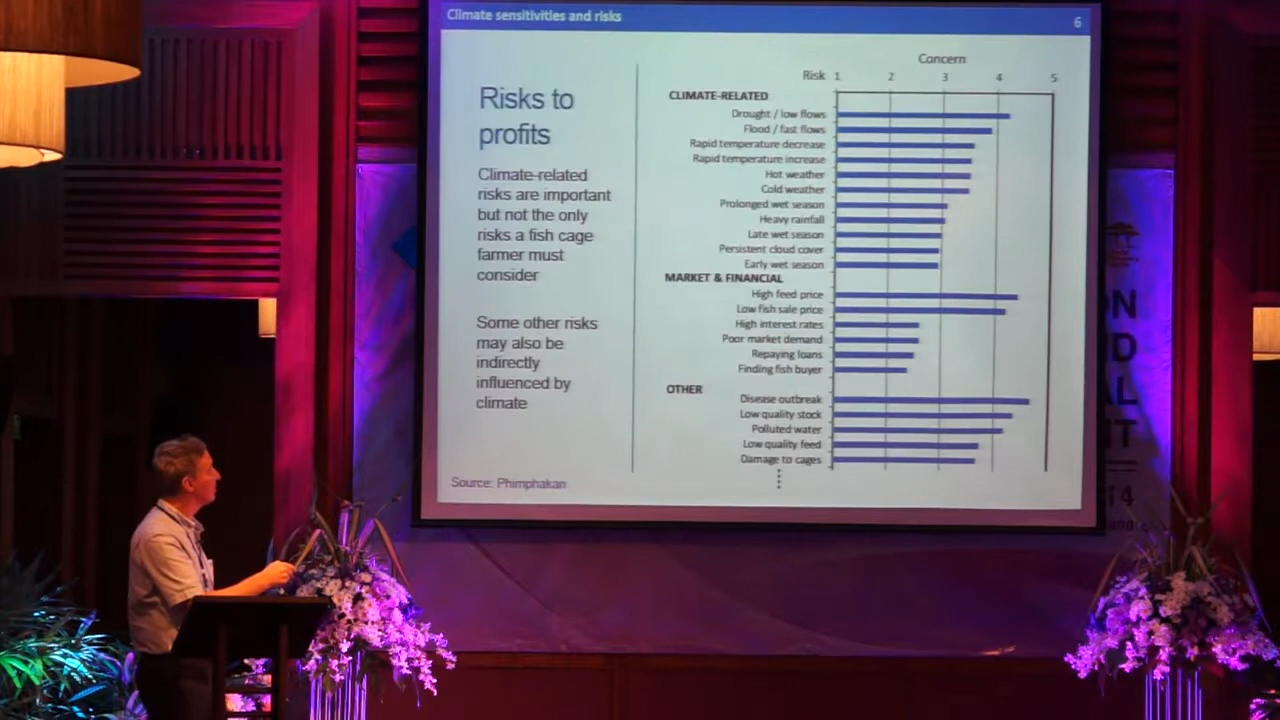 Climate sensitivities and risks
6
Risks to
profits
Climate-related
risks are important
but not the only
risks a fish cage
farmer must
consider
Some other risks
may also be
indirectly
influenced by
climate
Source: Phimphakan
Concern
Risk 1 2 3 4 5
CLIMATE-RELATED
Drought / low flows
Flood / fast flows
Rapid temperature decrease
Rapid temperature increase
Hot weather
Cold weather
Prolonged wet season
Heavy rainfall
Late wet season
Persistent cloud cover
Early wet season
MARKET & FINANCIAL
High feed price
Low fish sale price
High interest rates
Poor market demand
Repaying loans
Finding fish buyer
OTHER
Disease outbreak
Low quality stock
Polluted water
Low quality feed
Damage to cages